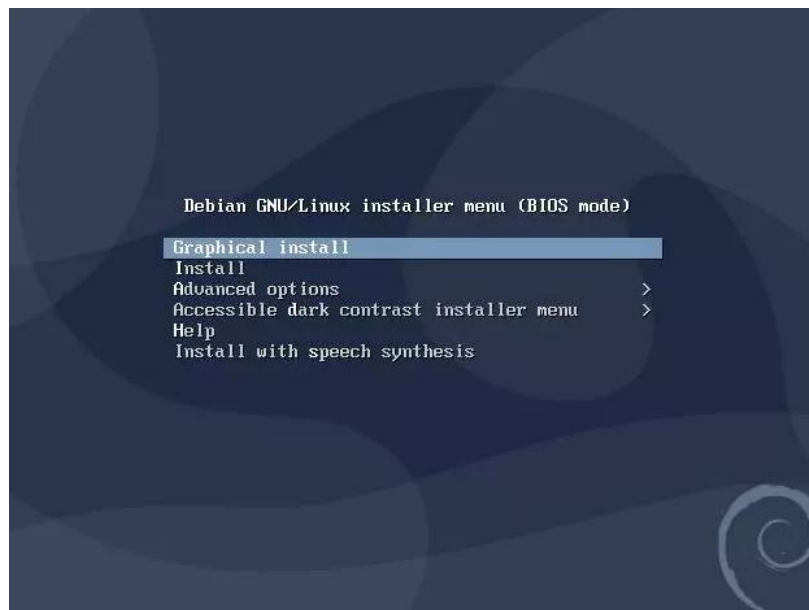 Debian GNU/Linux installer menu (BIOS mode)
Graphical install
Install
Advanced options >
Accessible dark contrast installer menu >
Help
Install with speech synthesis